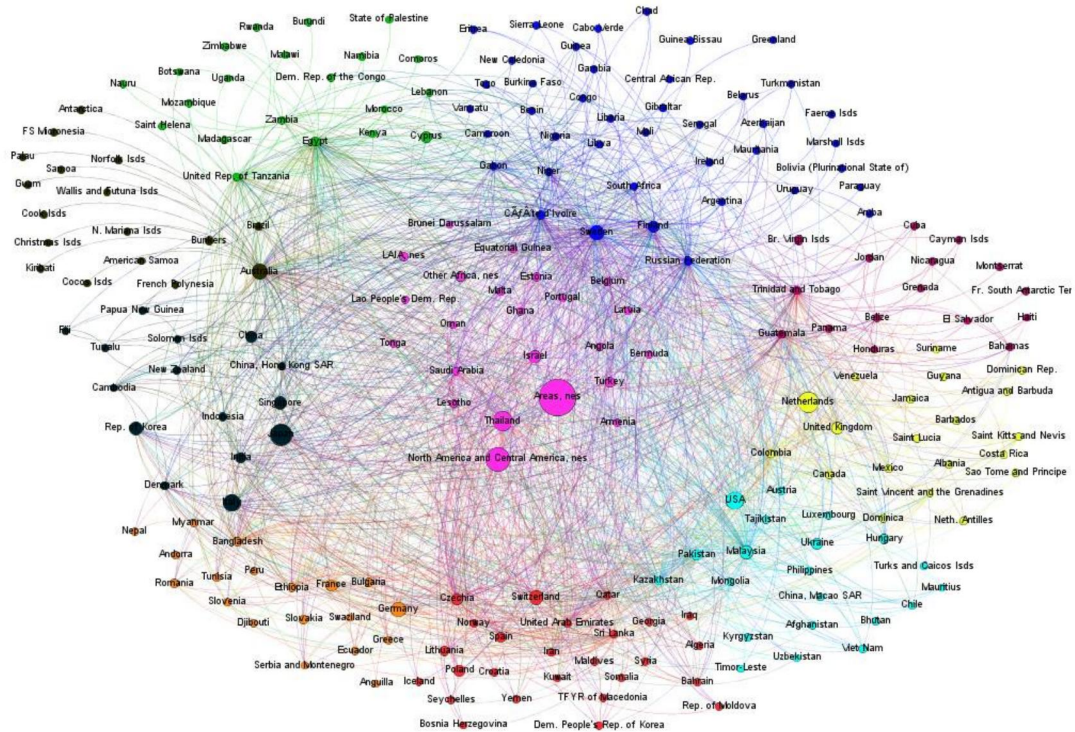 Chad
State of Palestine
Burundi
Rwanda
Eritrea
Sierra Leone
Cabo Verde
Guinea-Bissau
Greenland
Zimbabwe
Guinea
Malawi
Namibia
Comoros
New Caledonia
Gambia
Botswana
Uganda
Dem. Rep. of the Congo
Central African Rep.
Nauru
Togo
Burkina Faso
Turkmenistan
Lebanon
Congo
Belarus
Antarctica
Mozambique
Morocco
Vanuatu
Benin
Gibraltar
Faeroe Isds
Zambia
Liberia
Saint Helena
Senegal
Azerbaijan
FS Micronesia
Kenya
Cyprus
Cameroon
Nigeria
Mali
Madagascar
Egypt
Libya
Marshall Isds
Mauritania
Palau
Norfolk Isds
Ireland
Samoa
Gabon
Niger
Bolivia (Plurinational State of)
United Rep. of Tanzania
Guam
Wallis and Futuna Isds
South Africa
Uruguay
Paraguay
Argentina
Cook Isds
CÃƒÂ´te d'Ivoire
Aruba
Brunei Darussalam
Brazil
Finland
Cuba
N. Mariana Isds
Sweden
Christmas Isds
Bunkers
Br. Virgin Isds
Cayman Isds
Equatorial Guinea
LAIA, nes
Jordan
American Samoa
Russian Federation
Nicaragua
Kiribati
Australia
Montserrat
Other Africa, nes
Estonia
Cocos Isds
French Polynesia
Belgium
Malta
Trinidad and Tobago
Grenada
Fr. South Antarctic Ter
Lao People's Dem. Rep.
Portugal
Papua New Guinea
Ghana
Latvia
Belize
El Salvador
Haiti
Oman
Fiji
Panama
China
Solomon Isds
Guatemala
Tonga
Angola
Tuvalu
Honduras
Suriname
Bahamas
Israel
Bermuda
China, Hong Kong SAR
New Zealand
Saudi Arabia
Venezuela
Guyana
Dominican Rep.
Cambodia
Turkey
Antigua and Barbuda
Areas, nes
Singapore
Lesotho
Netherlands
Jamaica
Indonesia
Thailand
Armenia
Barbados
Rep. of Korea
United Kingdom
Saint Lucia
Saint Kitts and Nevis
India
North America and Central America, nes
Colombia
Costa Rica
Albania
Canada
Mexico
Sao Tome and Principe
Denmark
Austria
Saint Vincent and the Grenadines
USA
Luxembourg
Nepal
Myanmar
Tajikistan
Dominica
Neth. Antilles
Bangladesh
Hungary
Ukraine
Andorra
Malaysia
Pakistan
Peru
Philippines
Turks and Caicos Isds
Romania
Tunisia
Ethiopia
France
Bulgaria
Kazakhstan
Mongolia
Mauritius
Slovenia
Czechia
Switzerland
Qatar
China, Macao SAR
Germany
Chile
Djibouti
Slovakia
Swaziland
Norway
United Arab Emirates
Georgia
Iraq
Bhutan
Afghanistan
Spain
Sri Lanka
Greece
Kyrgyzstan
Ecuador
Lithuania
Iran
Algeria
Viet Nam
Serbia and Montenegro
Maldives
Syria
Uzbekistan
Poland
Croatia
Timor-Leste
Anguilla
Iceland
Kuwait
Somalia
Bahrain
Seychelles
Yemen
TFYR of Macedonia
Rep. of Moldova
Bosnia Herzegovina
Dem. People's Rep. of Korea